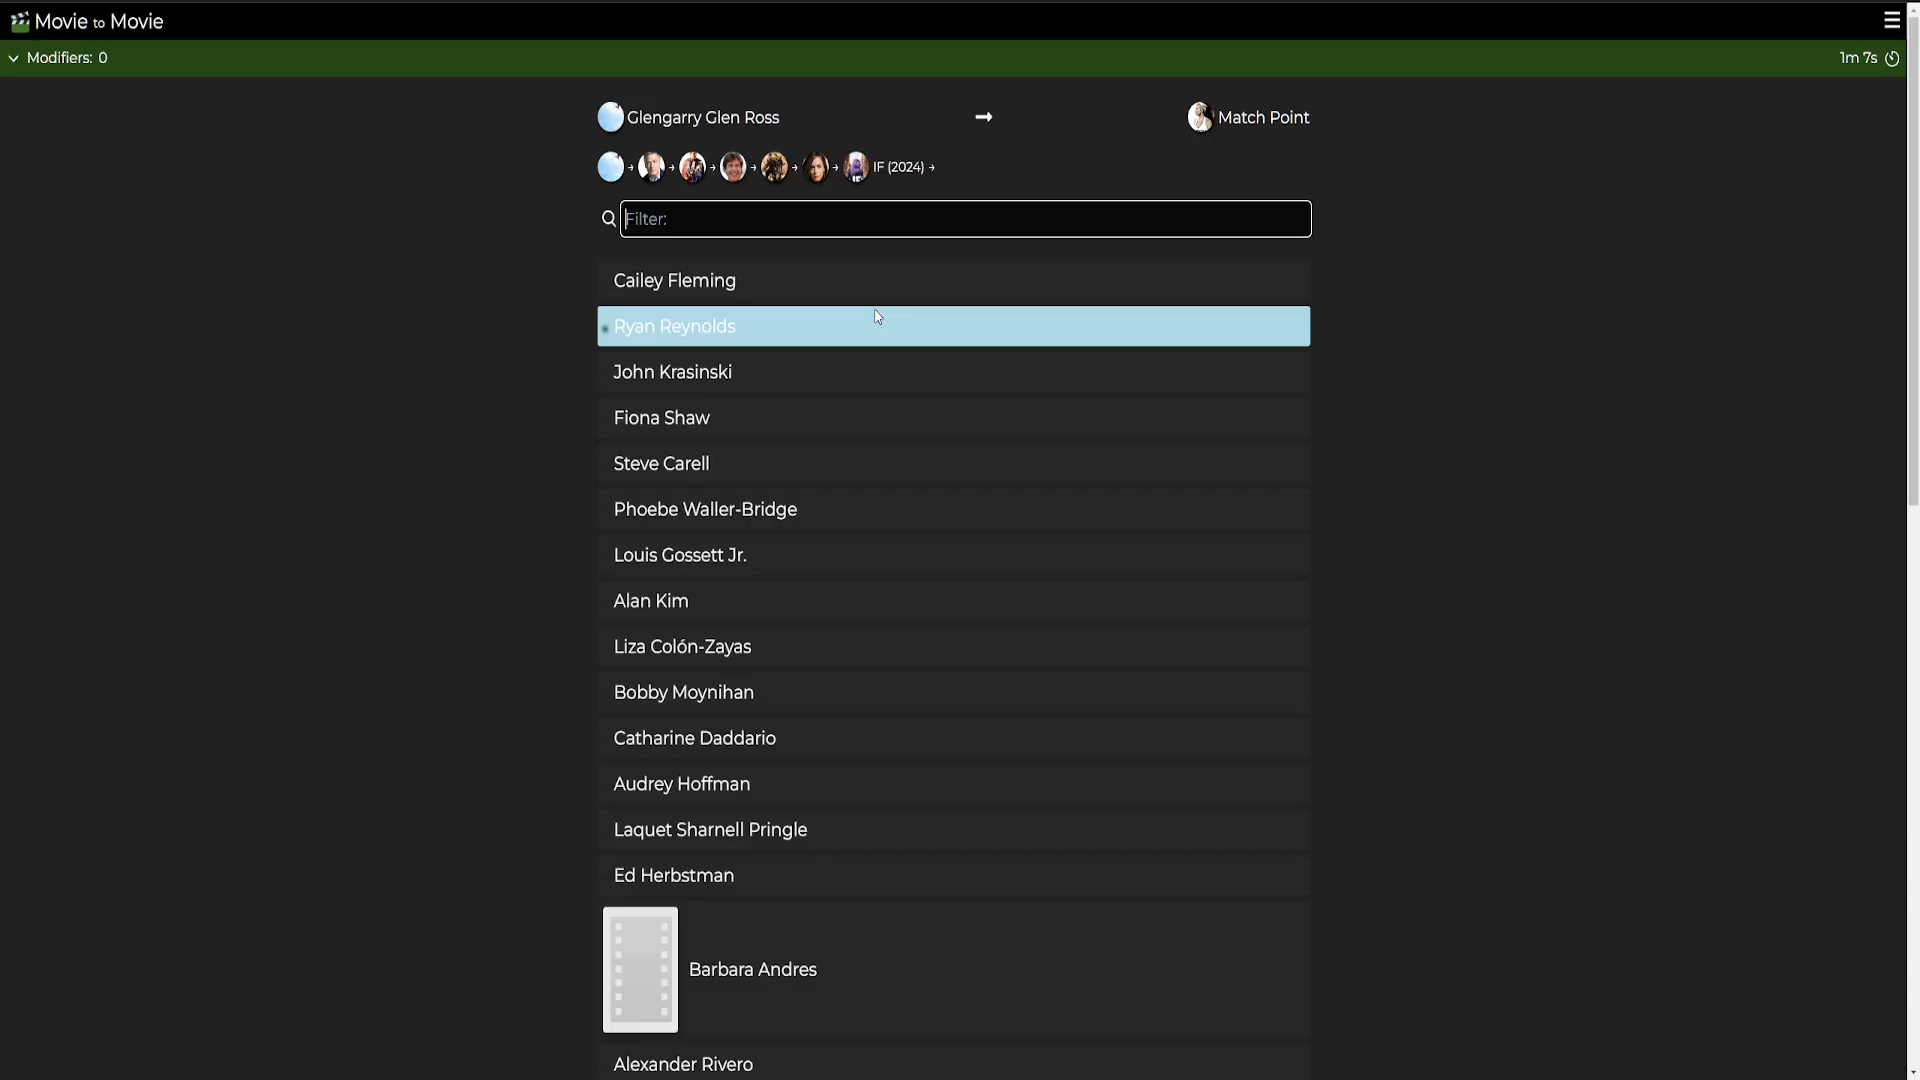 Movie to Movie
Modifiers: 0
1m 7s
Glengarry Glen Ross → Match Point
→ → → → → → IF (2024) →
Filter:
Cailey Fleming
Ryan Reynolds
John Krasinski
Fiona Shaw
Steve Carell
Phoebe Waller-Bridge
Louis Gossett Jr.
Alan Kim
Liza Colón-Zayas
Bobby Moynihan
Catharine Daddario
Audrey Hoffman
Laquet Sharnell Pringle
Ed Herbstman
Barbara Andres
Alexander Rivero